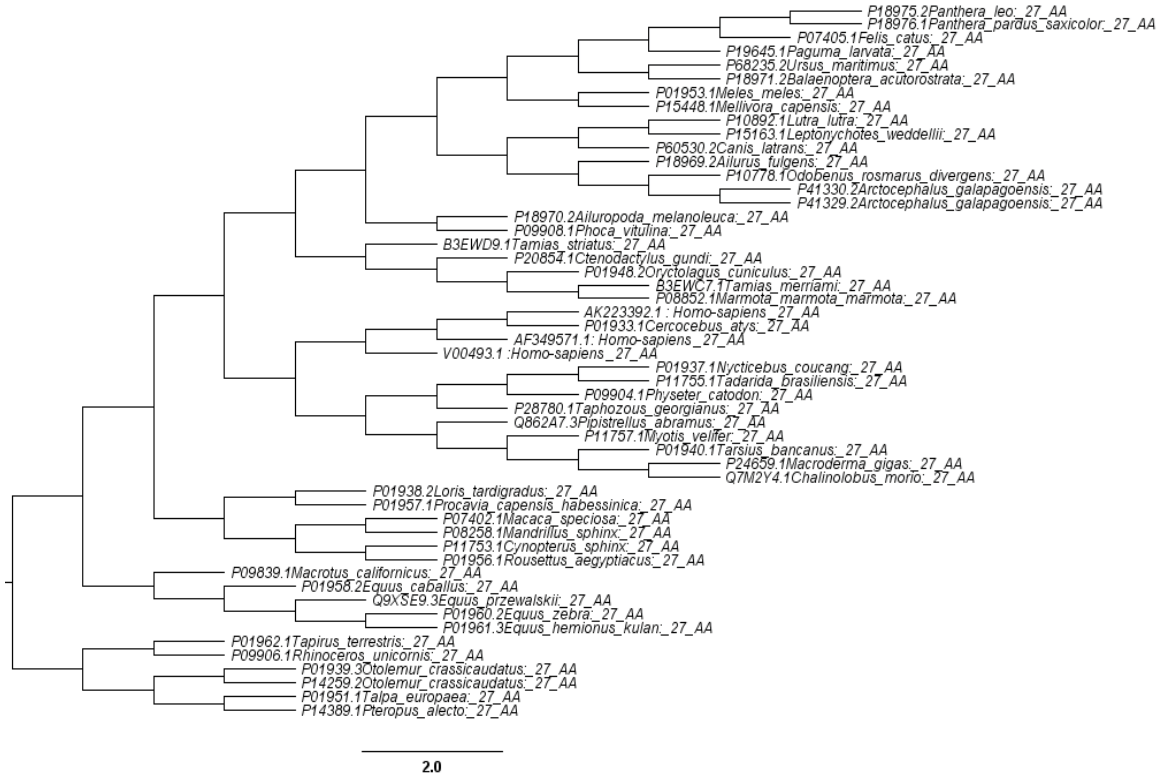 P18975.2Panthera_leo:_27_AA
P18976.1Panthera_pardus_saxicolor:_27_AA
P07405.1Felis_catus:_27_AA
P19645.1Paguma_larvata:_27_AA
P68235.2Ursus_maritimus:_27_AA
P18971.2Balaenoptera_acutorostrata:_27_AA
P01953.1Meles_meles:_27_AA
P15448.1Mellivora_capensis:_27_AA
P10892.1Lutra_lutra:_27_AA
P15163.1Leptonychotes_weddellii:_27_AA
P60530.2Canis_latrans:_27_AA
P18969.2Ailurus_fulgens:_27_AA
P10778.1Odobenus_rosmarus_divergens:_27_AA
P41330.2Arctocephalus_galapagoensis:_27_AA
P41329.2Arctocephalus_galapagoensis:_27_AA
P18970.2Ailuropoda_melanoleuca:_27_AA
P09908.1Phoca_vitulina:_27_AA
B3EWD9.1Tamias_striatus:_27_AA
P20854.1Ctenodactylus_gundi:_27_AA
P01948.2Oryctolagus_cuniculus:_27_AA
B3EWC7.1Tamias_merriami:_27_AA
P08852.1Marmota_marmota_marmota:_27_AA
AK223392.1 : Homo-sapiens_27_AA
P01933.1Cercocebus_atys:_27_AA
AF349571.1: Homo-sapiens_27_AA
V00493.1 :Homo-sapiens_27_AA
P01937.1Nycticebus_coucang:_27_AA
P11755.1Tadarida_brasiliensis:_27_AA
P09904.1Physeter_catodon:_27_AA
P28780.1Taphozous_georgianus:_27_AA
Q862A7.3Pipistrellus_abramus:_27_AA
P11757.1Myotis_velifer:_27_AA
P01940.1Tarsius_bancanus:_27_AA
P24659.1Macroderma_gigas:_27_AA
Q7M2Y4.1Chalinolobus_morio:_27_AA
P01938.2Loris_tardigradus:_27_AA
P01957.1Procavia_capensis_habessinica:_27_AA
P07402.1Macaca_speciosa:_27_AA
P08258.1Mandrillus_sphinx:_27_AA
P11753.1Cynopterus_sphinx:_27_AA
P01956.1Rousettus_aegyptiacus:_27_AA
P09839.1Macrotus_californicus:_27_AA
P01958.2Equus_caballus:_27_AA
Q9XSE9.3Equus_przewalskii:_27_AA
P01960.2Equus_zebra:_27_AA
P01961.3Equus_hemionus_kulan:_27_AA
P01962.1Tapirus_terrestris:_27_AA
P09906.1Rhinoceros_unicornis:_27_AA
P01939.3Otolemur_crassicaudatus:_27_AA
P14259.2Otolemur_crassicaudatus:_27_AA
P01951.1Talpa_europaea:_27_AA
P14389.1Pteropus_alecto:_27_AA
2.0